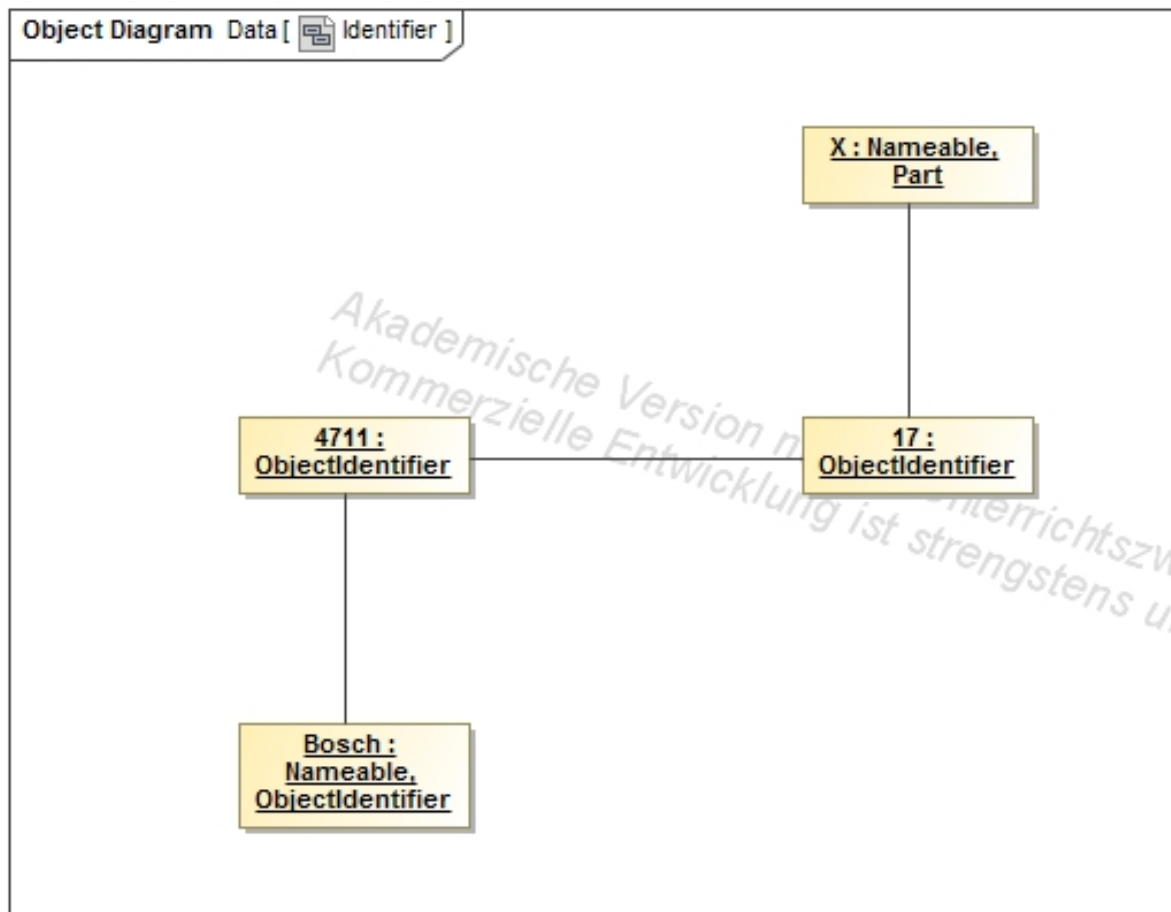 Object Diagram Data [ Identifier ]
X : Nameable,
Part
Akademische Version
Kommerzielle Entwicklung ist strengstens
4711 :
ObjectIdentifier
17 :
ObjectIdentifier
Bosch :
Nameable,
ObjectIdentifier